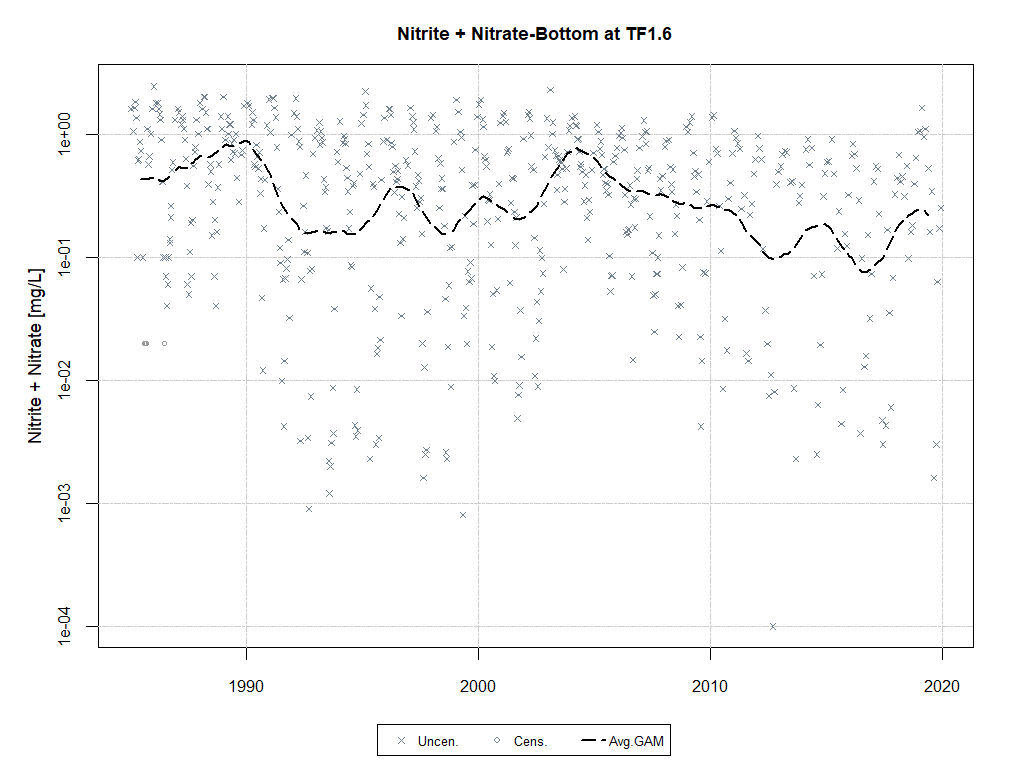 Nitrite + Nitrate-Bottom at TF1.6
Nitrite + Nitrate [mg/L]
1e+00
1e-01
1e-02
1e-03
1e-04
1990 2000 2010 2020
Uncen. Cens. Avg.GAM